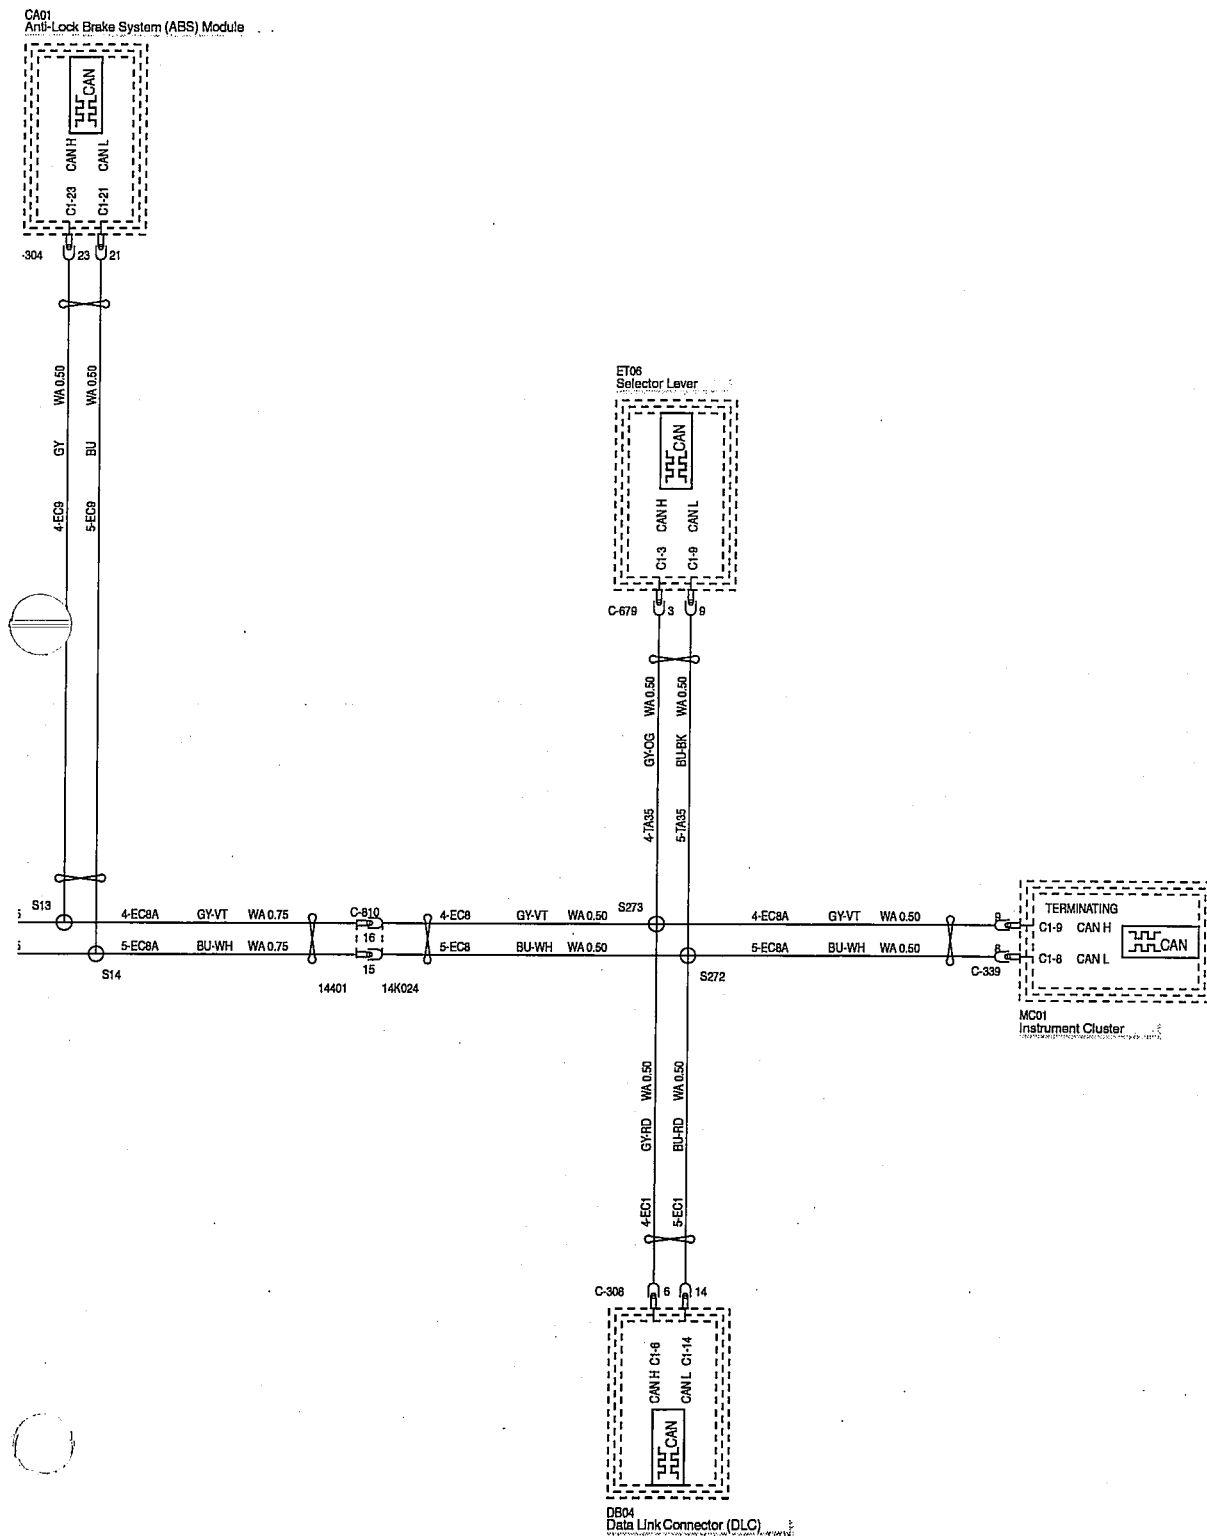 CA01
Anti-Lock Brake System (ABS) Module
CAN
CAN H
CAN L
C1-23
C1-21
-304
23
21
WA 0.50
WA 0.50
GY
BU
4-EC9
5-EC9
ET06
Selector Lever
CAN
CAN H
CAN L
C1-3
C1-9
C-679
3
9
WA 0.50
WA 0.50
GY-OG
BU-BK
4-TA35
5-TA35
S13
4-EC8A GY-VT WA 0.75
C-810
4-EC8 GY-VT WA 0.50
S273
4-EC8A GY-VT WA 0.50
9
TERMINATING
C1-9 CAN H
CAN
16
5-EC8A BU-WH WA 0.75
5-EC8 BU-WH WA 0.50
5-EC8A BU-WH WA 0.50
8
C1-8 CAN L
S14
15
14401
14K024
S272
C-339
MC01
Instrument Cluster
WA 0.50
WA 0.50
GY-RD
BU-RD
4-EC1
5-EC1
C-308
6
14
C1-6
C1-14
CAN H
CAN L
CAN
DB04
Data Link Connector (DLC)